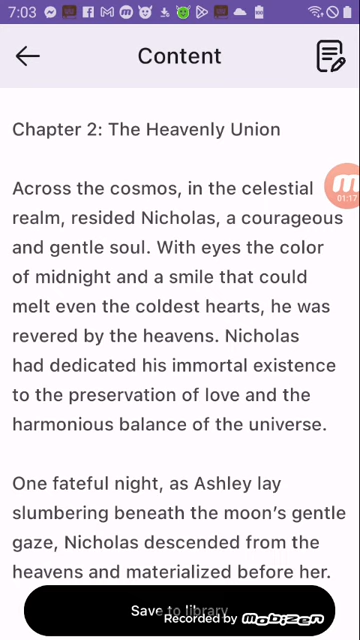 7:03
Content
Chapter 2: The Heavenly Union
Across the cosmos, in the celestial
realm, resided Nicholas, a courageous
and gentle soul. With eyes the color
of midnight and a smile that could
melt even the coldest hearts, he was
revered by the heavens. Nicholas
had dedicated his immortal existence
to the preservation of love and the
harmonious balance of the universe.
One fateful night, as Ashley lay
slumbering beneath the moon’s gentle
gaze, Nicholas descended from the
heavens and materialized before her.
01:17
Save to library
Recorded by mobizen